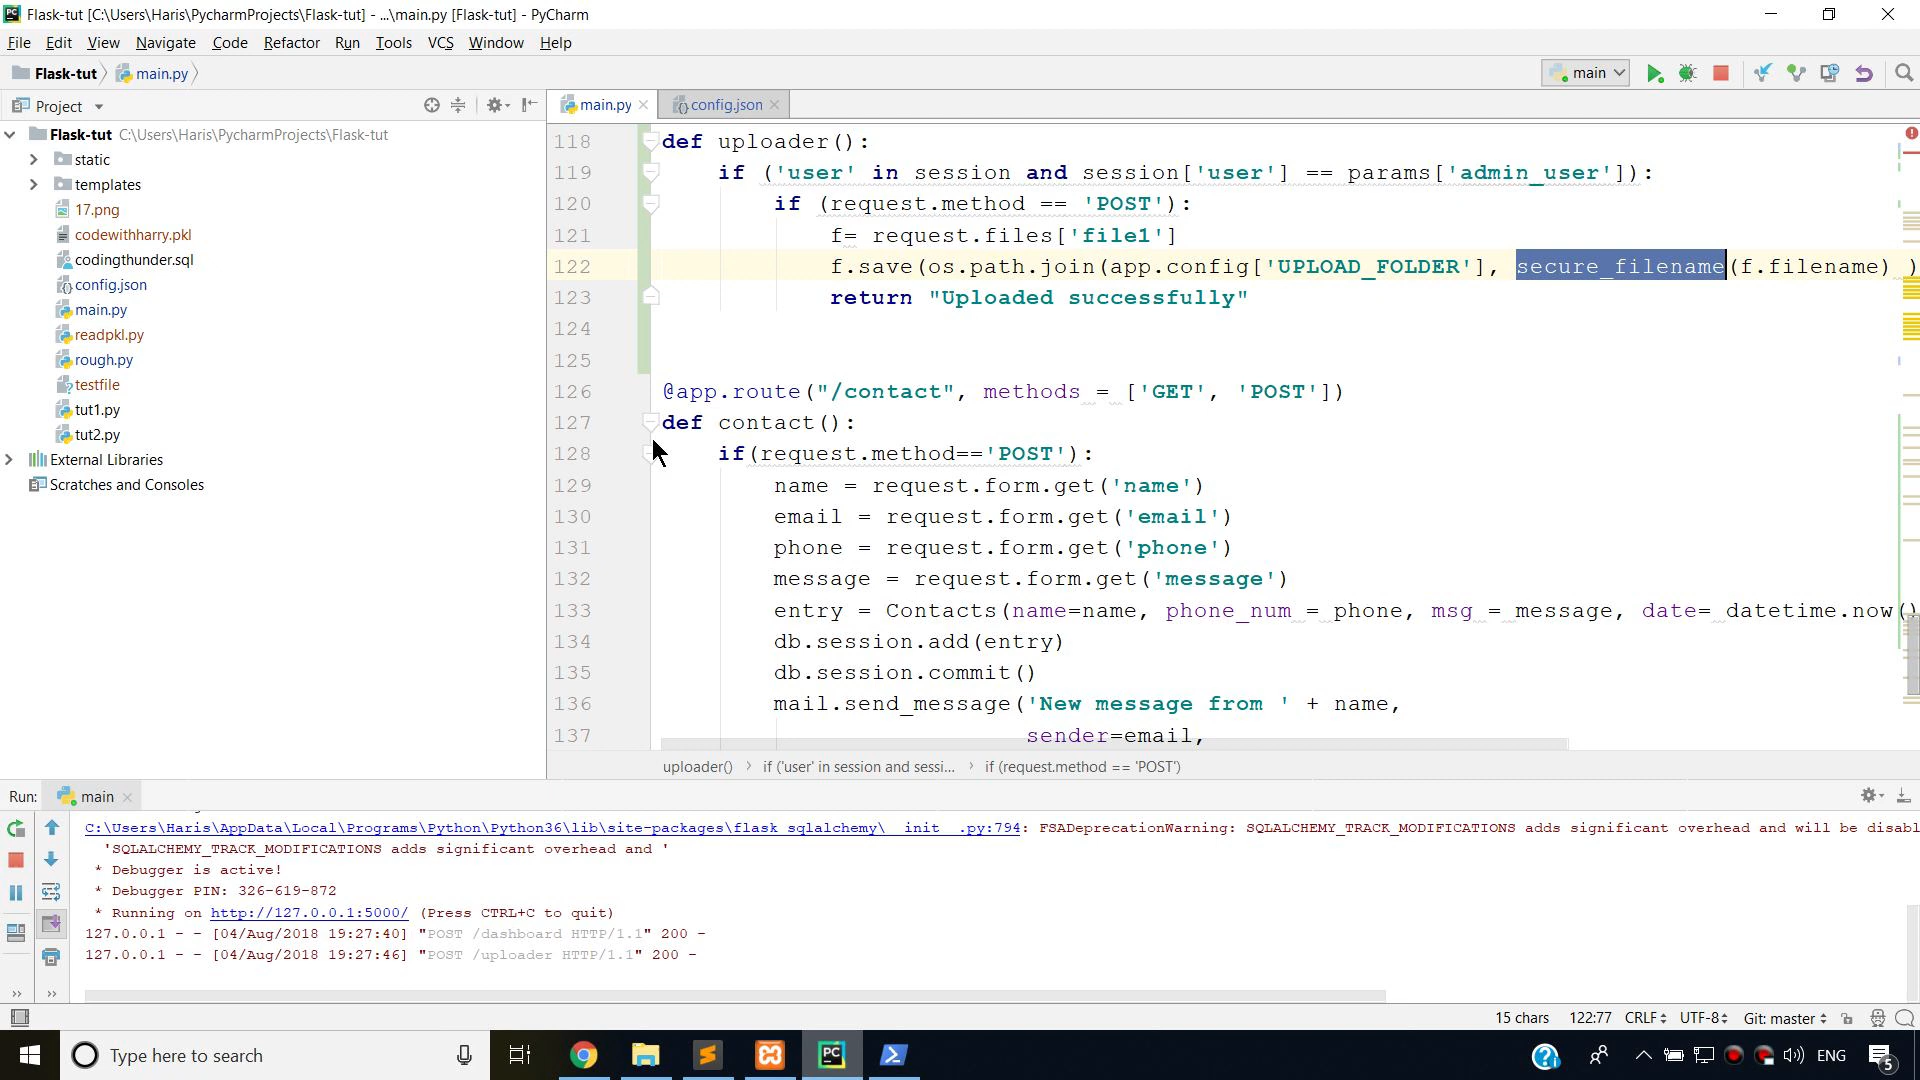 Flask-tut [C:\Users\Haris\PycharmProjects\Flask-tut] - ...\main.py [Flask-tut] - PyCharm
File Edit View Navigate Code Refactor Run Tools VCS Window Help
Flask-tut main.py main
Project main.py config.json
Flask-tut C:\Users\Haris\PycharmProjects\Flask-tut
static
templates
17.png
codewithharry.pkl
codingthunder.sql
config.json
main.py
readpkl.py
rough.py
testfile
tut1.py
tut2.py
External Libraries
Scratches and Consoles
118 def uploader():
119 if ('user' in session and session['user'] == params['admin_user']):
120 if (request.method == 'POST'):
121 f= request.files['file1']
122 f.save(os.path.join(app.config['UPLOAD_FOLDER'], secure_filename(f.filename) )
123 return "Uploaded successfully"
124
125
126 @app.route("/contact", methods = ['GET', 'POST'])
127 def contact():
128 if(request.method=='POST'):
129 name = request.form.get('name')
130 email = request.form.get('email')
131 phone = request.form.get('phone')
132 message = request.form.get('message')
133 entry = Contacts(name=name, phone_num = phone, msg = message, date= datetime.now()
134 db.session.add(entry)
135 db.session.commit()
136 mail.send_message('New message from ' + name,
137 sender=email,
uploader() if ('user' in session and sessi... if (request.method == 'POST')
Run: main
C:\Users\Haris\AppData\Local\Programs\Python\Python36\lib\site-packages\flask_sqlalchemy\__init__.py:794: FSADeprecationWarning: SQLALCHEMY_TRACK_MODIFICATIONS adds significant overhead and will be disabl
'SQLALCHEMY_TRACK_MODIFICATIONS adds significant overhead and '
* Debugger is active!
* Debugger PIN: 326-619-872
* Running on http://127.0.0.1:5000/ (Press CTRL+C to quit)
127.0.0.1 - - [04/Aug/2018 19:27:40] "POST /dashboard HTTP/1.1" 200 -
127.0.0.1 - - [04/Aug/2018 19:27:46] "POST /uploader HTTP/1.1" 200 -
15 chars 122:77 CRLF UTF-8 Git: master
Type here to search ENG 5